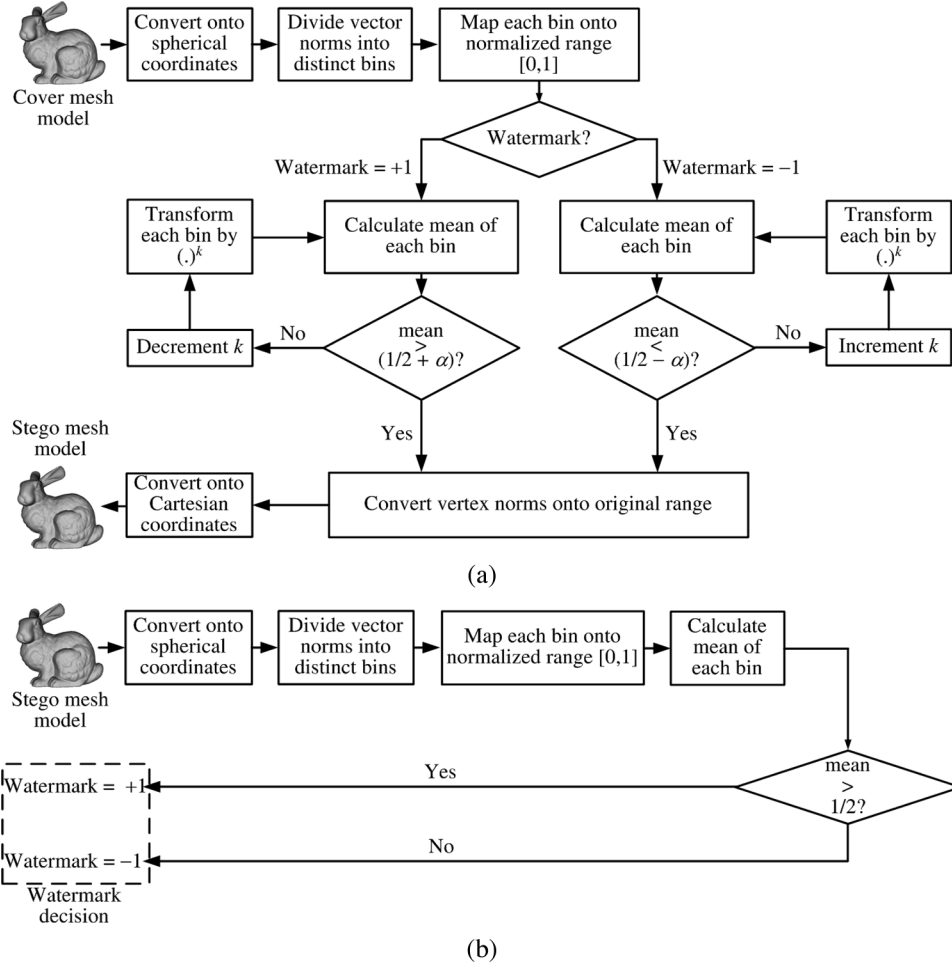 Convert onto
spherical
coordinates
Divide vector
norms into
distinct bins
Map each bin onto
normalized range
[0,1]
Cover mesh
model
Watermark?
Watermark = +1
Watermark = −1
Transform
each bin by
(.)^k
Calculate mean of
each bin
Calculate mean of
each bin
Transform
each bin by
(.)^k
Decrement k
No
mean
>
(1/2 + α)?
mean
<
(1/2 − α)?
No
Increment k
Yes
Yes
Stego mesh
model
Convert onto
Cartesian
coordinates
Convert vertex norms onto original range
(a)
Convert onto
spherical
coordinates
Divide vector
norms into
distinct bins
Map each bin onto
normalized range [0,1]
Calculate
mean of
each bin
Stego mesh
model
mean
>
1/2?
Yes
Watermark = +1
No
Watermark = −1
Watermark
decision
(b)